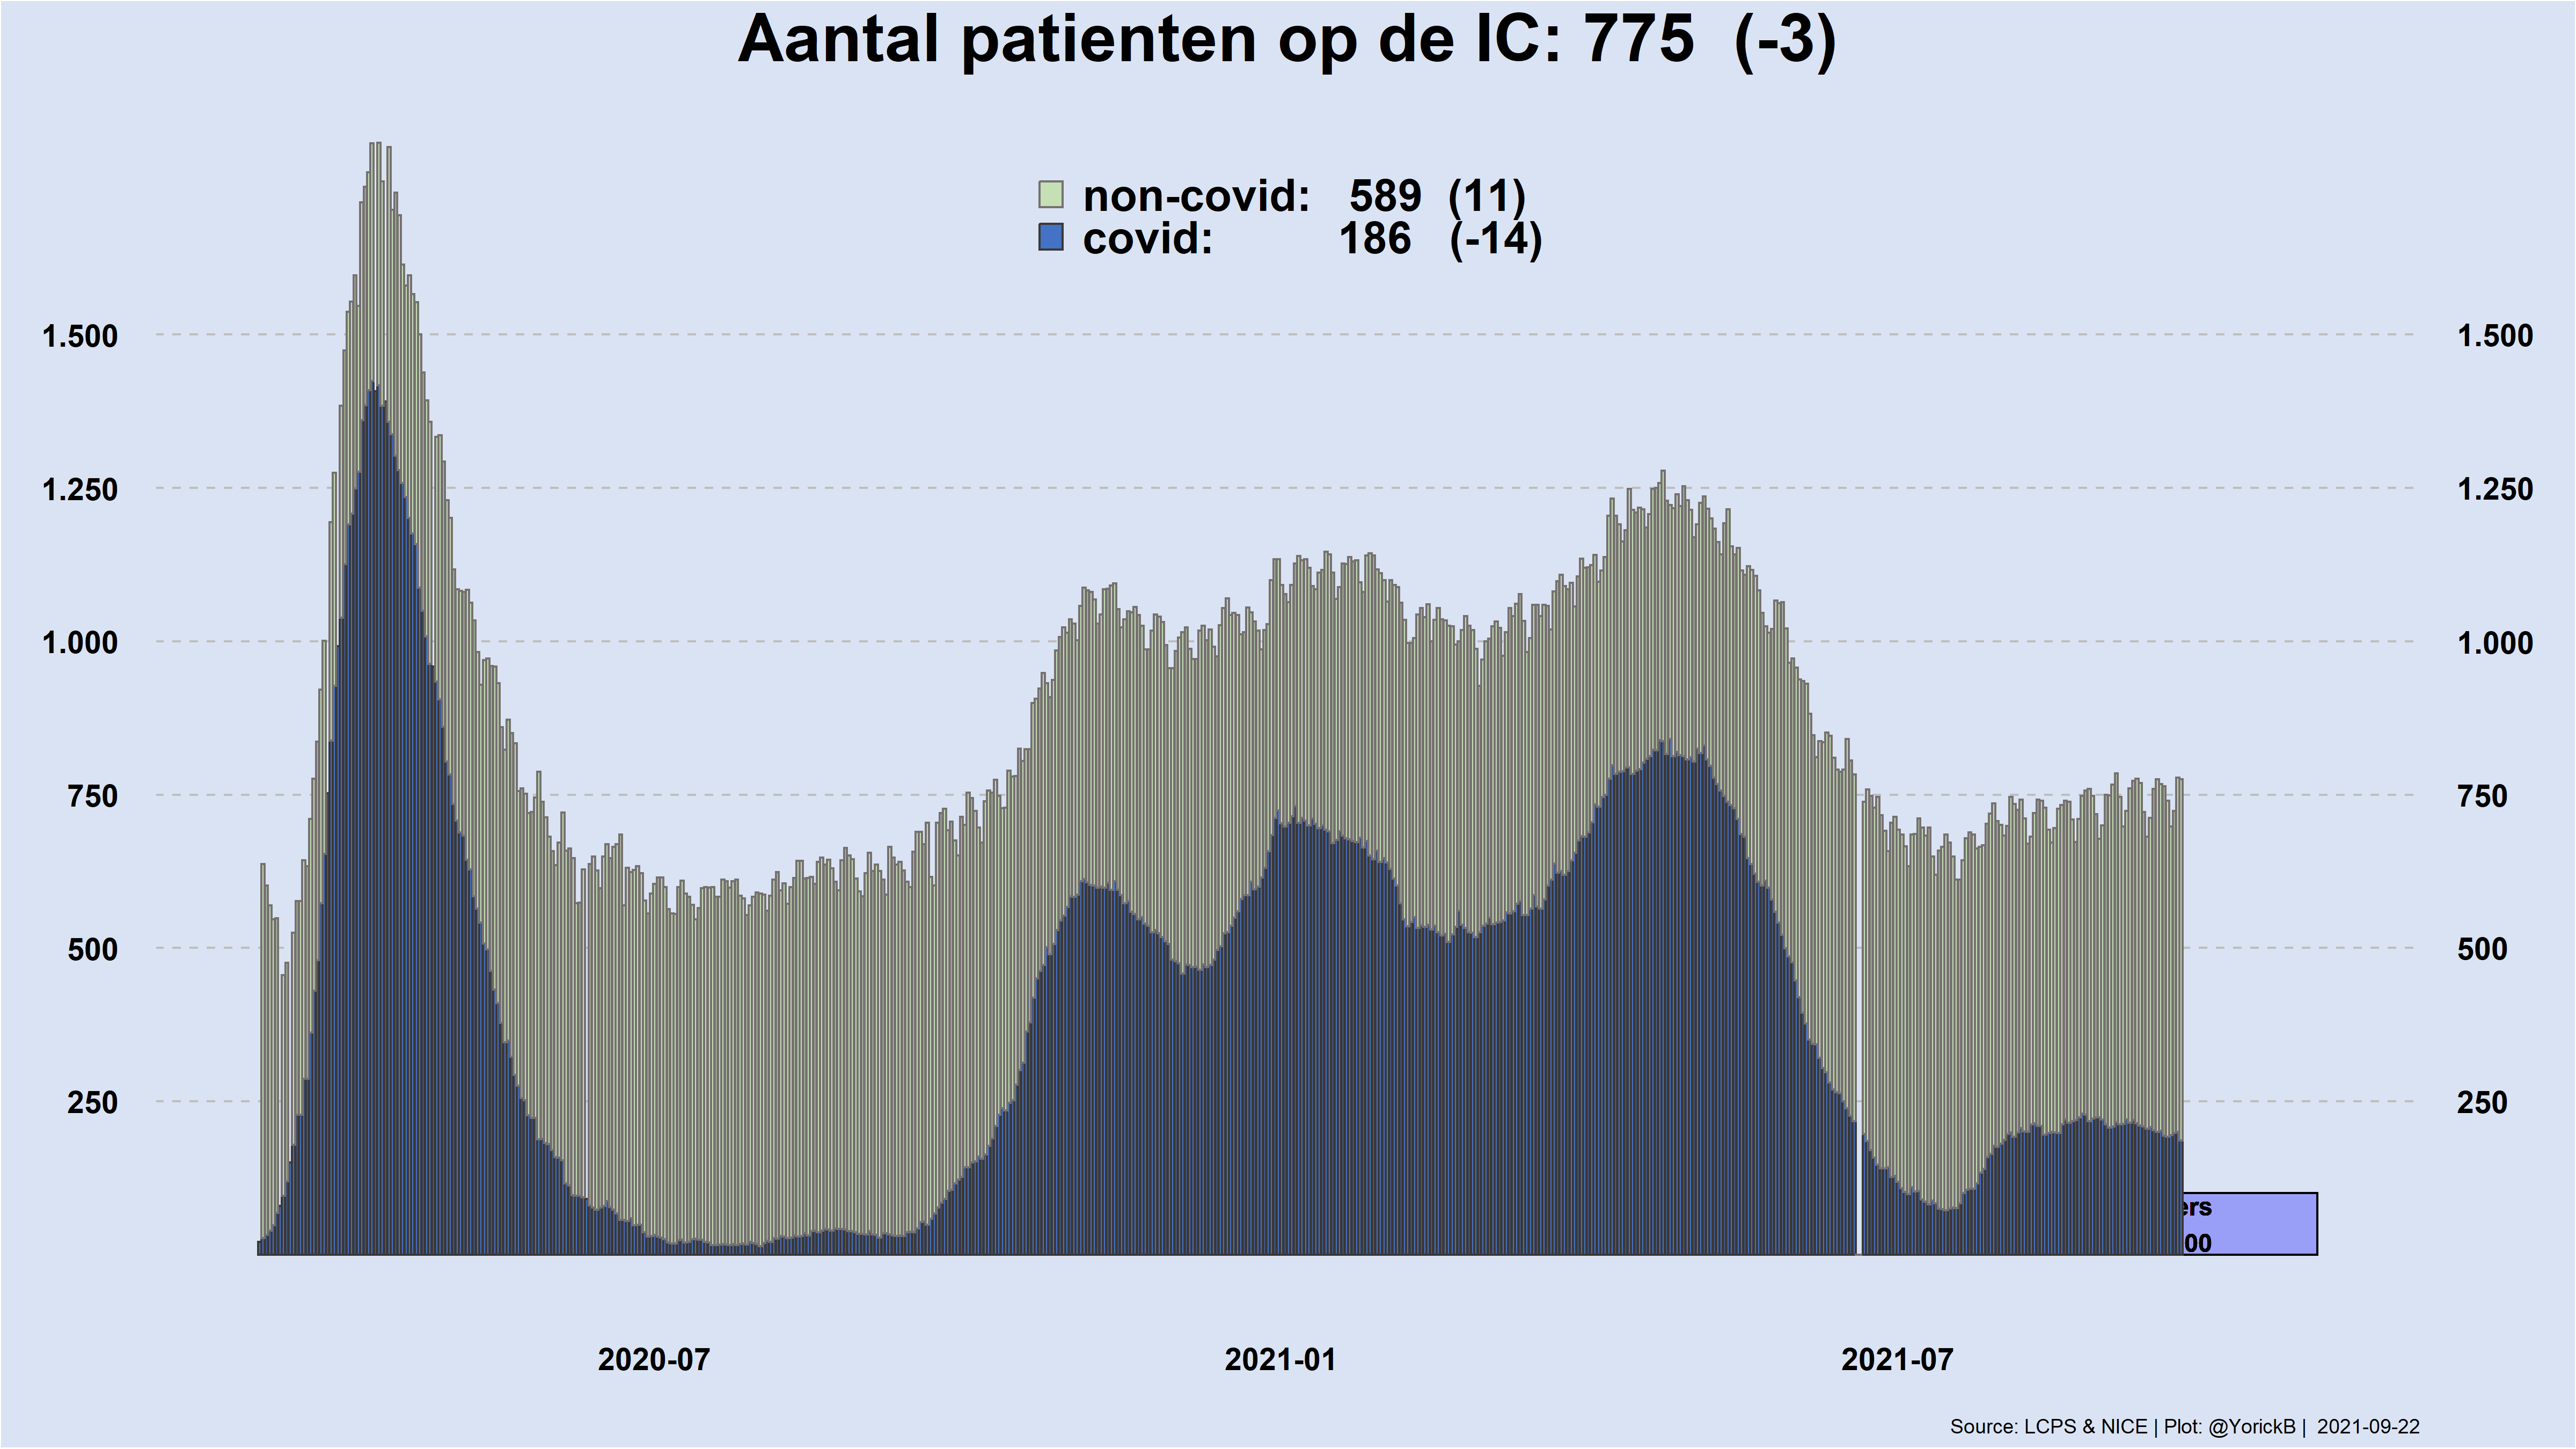 Aantal patienten op de IC: 775 (-3)
non-covid: 589 (11)
covid: 186 (-14)
1.500 1.500
1.250 1.250
1.000 1.000
750 750
500 500
250 250
ers
00
2020-07 2021-01 2021-07
Source: LCPS & NICE | Plot: @YorickB | 2021-09-22